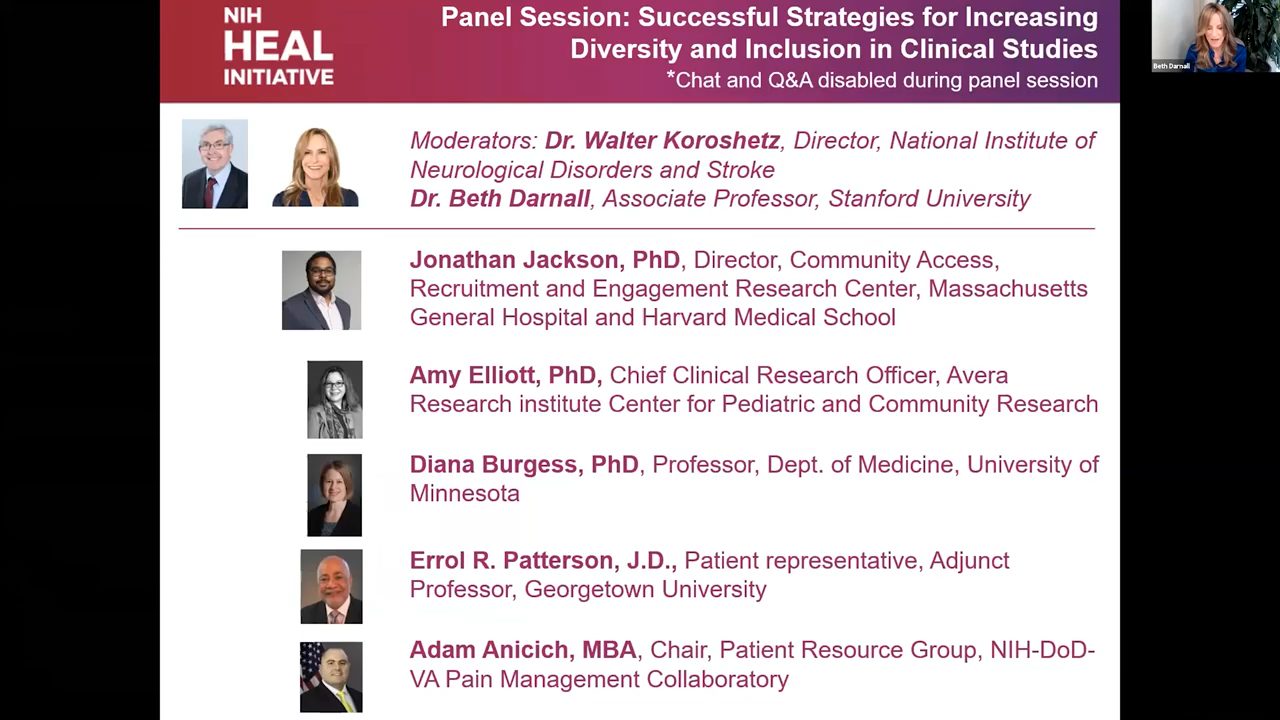 NIH
HEAL
INITIATIVE
Panel Session: Successful Strategies for Increasing
Diversity and Inclusion in Clinical Studies
*Chat and Q&A disabled during panel session
Beth Darnall
Moderators: Dr. Walter Koroshetz, Director, National Institute of
Neurological Disorders and Stroke
Dr. Beth Darnall, Associate Professor, Stanford University
Jonathan Jackson, PhD, Director, Community Access,
Recruitment and Engagement Research Center, Massachusetts
General Hospital and Harvard Medical School
Amy Elliott, PhD, Chief Clinical Research Officer, Avera
Research institute Center for Pediatric and Community Research
Diana Burgess, PhD, Professor, Dept. of Medicine, University of
Minnesota
Errol R. Patterson, J.D., Patient representative, Adjunct
Professor, Georgetown University
Adam Anicich, MBA, Chair, Patient Resource Group, NIH-DoD-
VA Pain Management Collaboratory